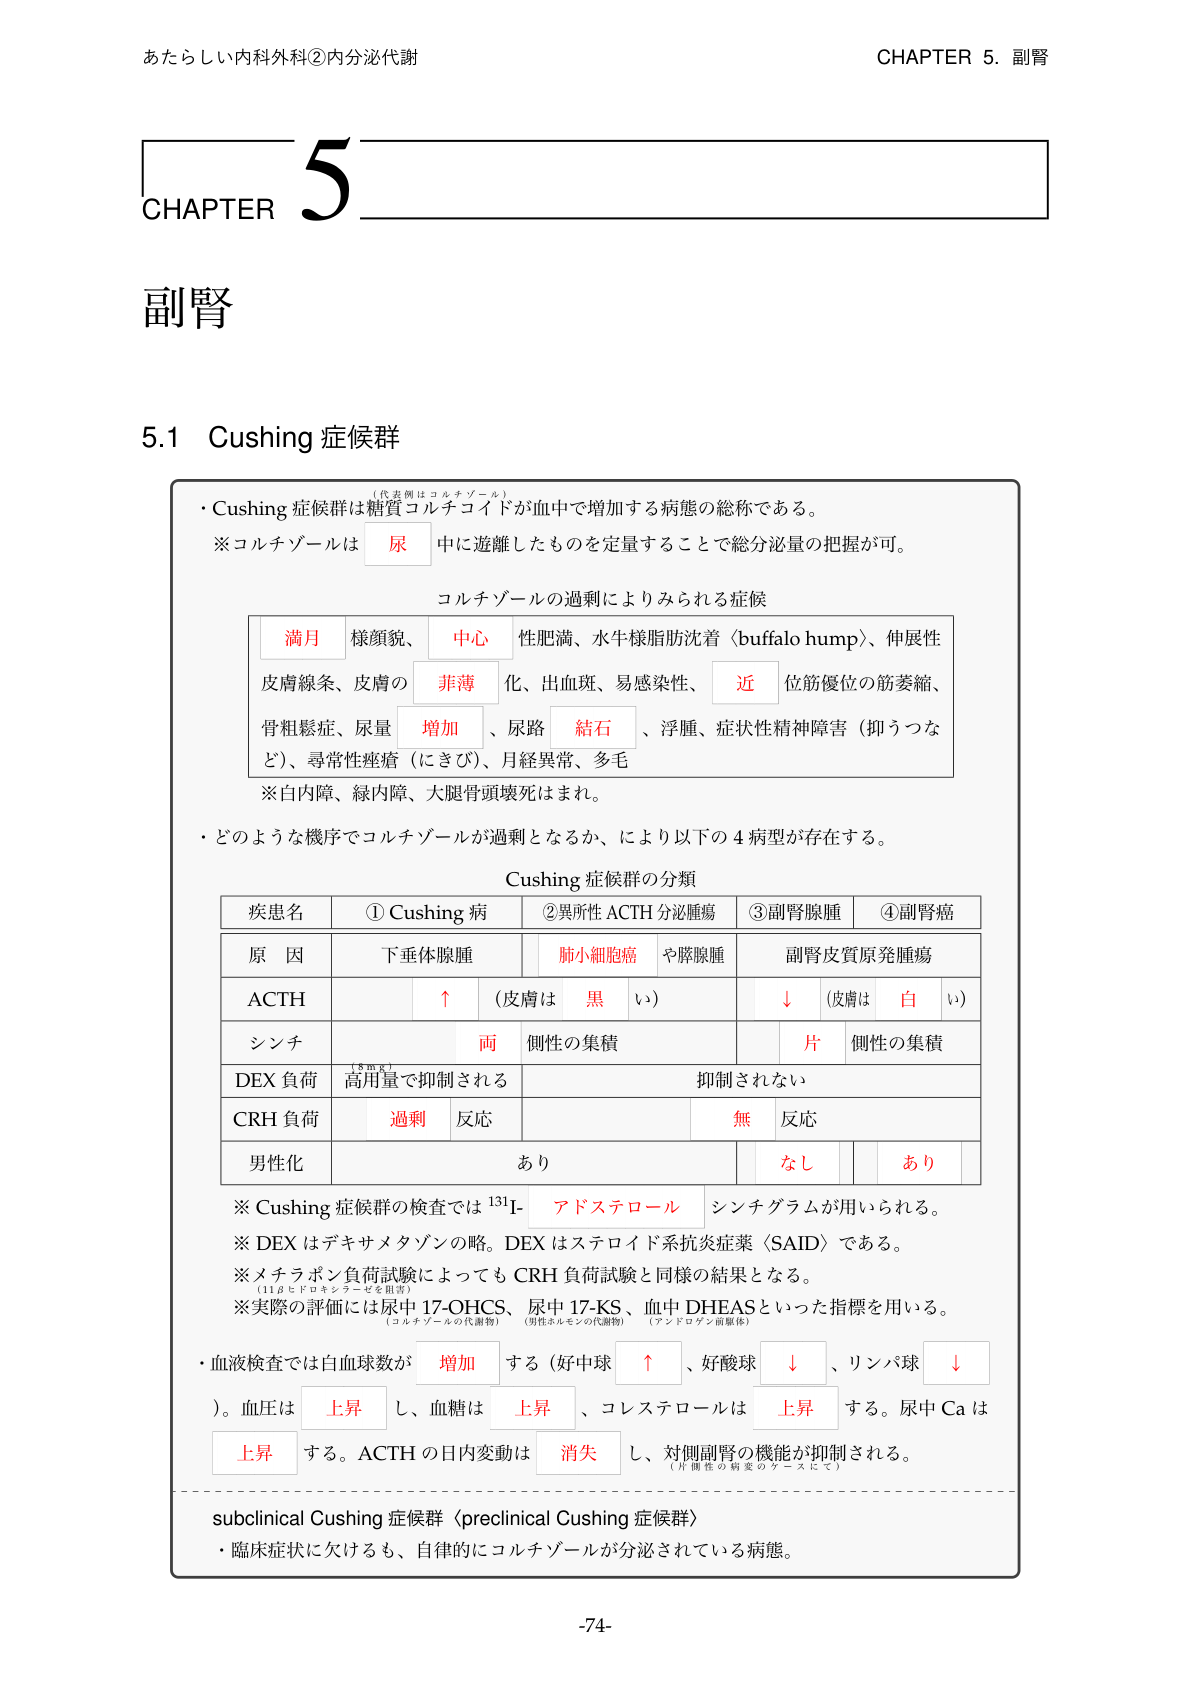 あたらしい内科外科②内分泌代謝 CHAPTER 5. 副腎
CHAPTER 5
副腎
5.1 Cushing 症候群
(代表例はコルチゾール)
・Cushing 症候群は糖質コルチコイドが血中で増加する病態の総称である。
※コルチゾールは 尿 中に遊離したものを定量することで総分泌量の把握が可。
コルチゾールの過剰によりみられる症候
満月 様顔貌、 中心 性肥満、水牛様脂肪沈着〈buffalo hump〉、伸展性
皮膚線条、皮膚の 菲薄 化、出血斑、易感染性、 近 位筋優位の筋萎縮、
骨粗鬆症、尿量 増加 、尿路 結石 、浮腫、症状性精神障害（抑うつな
ど）、尋常性痤瘡（にきび）、月経異常、多毛
※白内障、緑内障、大腿骨頭壊死はまれ。
・どのような機序でコルチゾールが過剰となるか、により以下の 4 病型が存在する。
Cushing 症候群の分類
疾患名 ① Cushing 病 ②異所性 ACTH 分泌腫瘍 ③副腎腺腫 ④副腎癌
原　因 下垂体腺腫 肺小細胞癌 や膵腺腫 副腎皮質原発腫瘍
ACTH ↑ （皮膚は 黒 い） ↓ （皮膚は 白 い）
シンチ 両 側性の集積 片 側性の集積
(8mg)
DEX 負荷 高用量で抑制される 抑制されない
CRH 負荷 過剰 反応 無 反応
男性化 あり なし あり
※ Cushing 症候群の検査では ¹³¹I- アドステロール シンチグラムが用いられる。
※ DEX はデキサメタゾンの略。DEX はステロイド系抗炎症薬〈SAID〉である。
※メチラポン負荷試験によっても CRH 負荷試験と同様の結果となる。
(11βヒドロキシラーゼを阻害)
※実際の評価には尿中 17-OHCS、尿中 17-KS、血中 DHEASといった指標を用いる。
(コルチゾールの代謝物) (男性ホルモンの代謝物) (アンドロゲン前駆体)
・血液検査では白血球数が 増加 する（好中球 ↑ 、好酸球 ↓ 、リンパ球 ↓
）。血圧は 上昇 し、血糖は 上昇 、コレステロールは 上昇 する。尿中 Ca は
上昇 する。ACTH の日内変動は 消失 し、対側副腎の機能が抑制される。
(片側性の病変のケースにて)
subclinical Cushing 症候群〈preclinical Cushing 症候群〉
・臨床症状に欠けるも、自律的にコルチゾールが分泌されている病態。
-74-